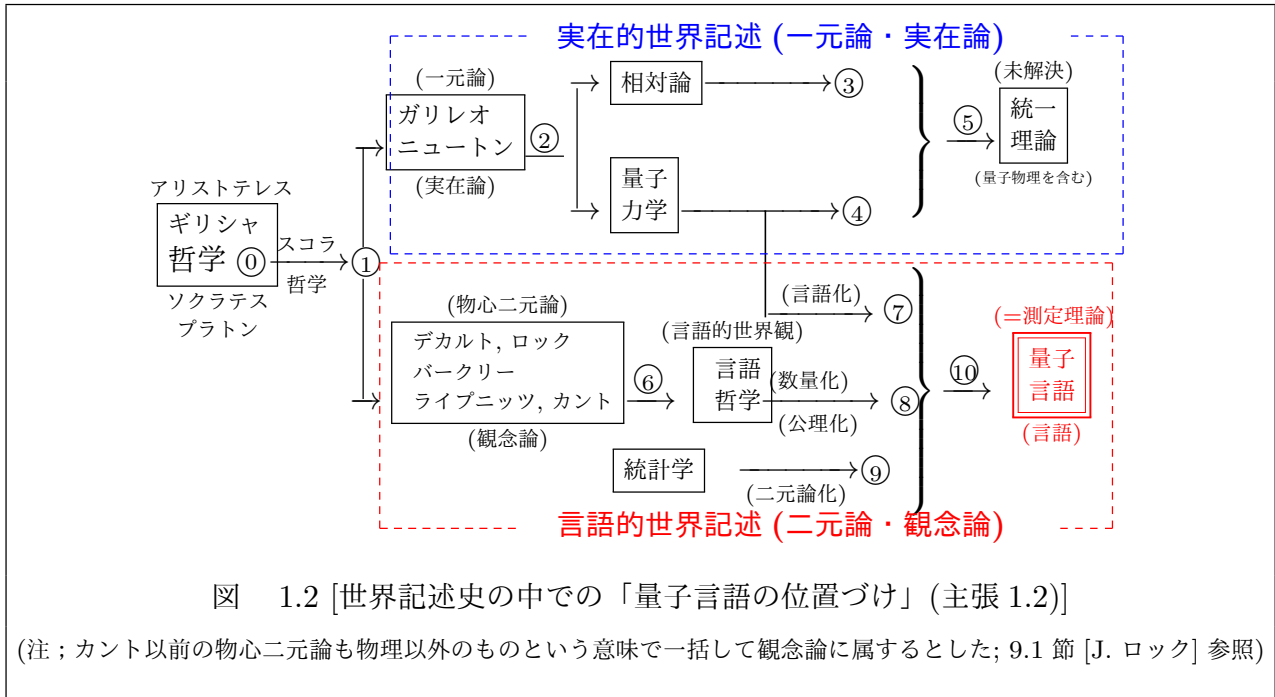 実在的世界記述 (一元論・実在論)
(一元論)
ガリレオ
ニュートン
(実在論)
②
相対論
③
量子
力学
④
⑤
(未解決)
統一
理論
(量子物理を含む)
アリストテレス
ギリシャ
哲学 ⓪
ソクラテス
プラトン
スコラ
哲学
①
(物心二元論)
デカルト, ロック
バークリー
ライプニッツ, カント
(観念論)
⑥
(言語的世界観)
言語
哲学
(言語化)
⑦
(数量化)
(公理化)
⑧
統計学
(二元論化)
⑨
⑩
(=測定理論)
量子
言語
(言語)
言語的世界記述 (二元論・観念論)
図 1.2 [世界記述史の中での「量子言語の位置づけ」(主張 1.2)]
(注 ; カント以前の物心二元論も物理以外のものという意味で一括して観念論に属するとした; 9.1 節 [J. ロック] 参照)